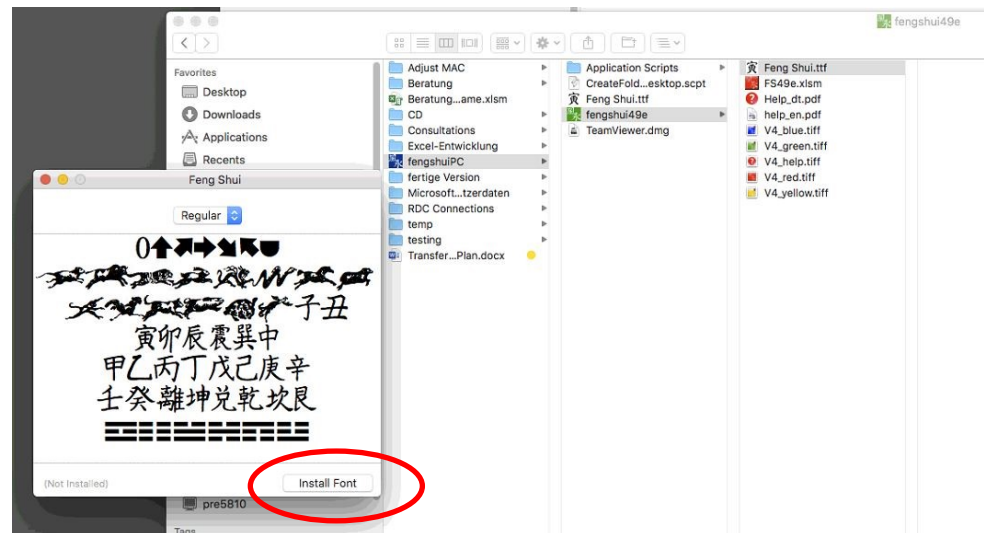 fengshui49e
Favorites
Desktop
Downloads
Applications
Recents
pre5810
Tags
Adjust MAC
Beratung
Beratung...ame.xlsm
CD
Consultations
Excel-Entwicklung
fengshuiPC
fertige Version
Microsoft...tzerdaten
RDC Connections
temp
testing
Transfer...Plan.docx
Application Scripts
CreateFold...esktop.scpt
寅 Feng Shui.ttf
fengshui49e
TeamViewer.dmg
寅 Feng Shui.ttf
FS49e.xlsm
Help_dt.pdf
help_en.pdf
V4_blue.tiff
V4_green.tiff
V4_help.tiff
V4_red.tiff
V4_yellow.tiff
Feng Shui
Regular
0
子丑
寅卯辰震巽中
甲乙丙丁戊己庚辛
壬癸離坤兑乾坎艮
(Not Installed)
Install Font